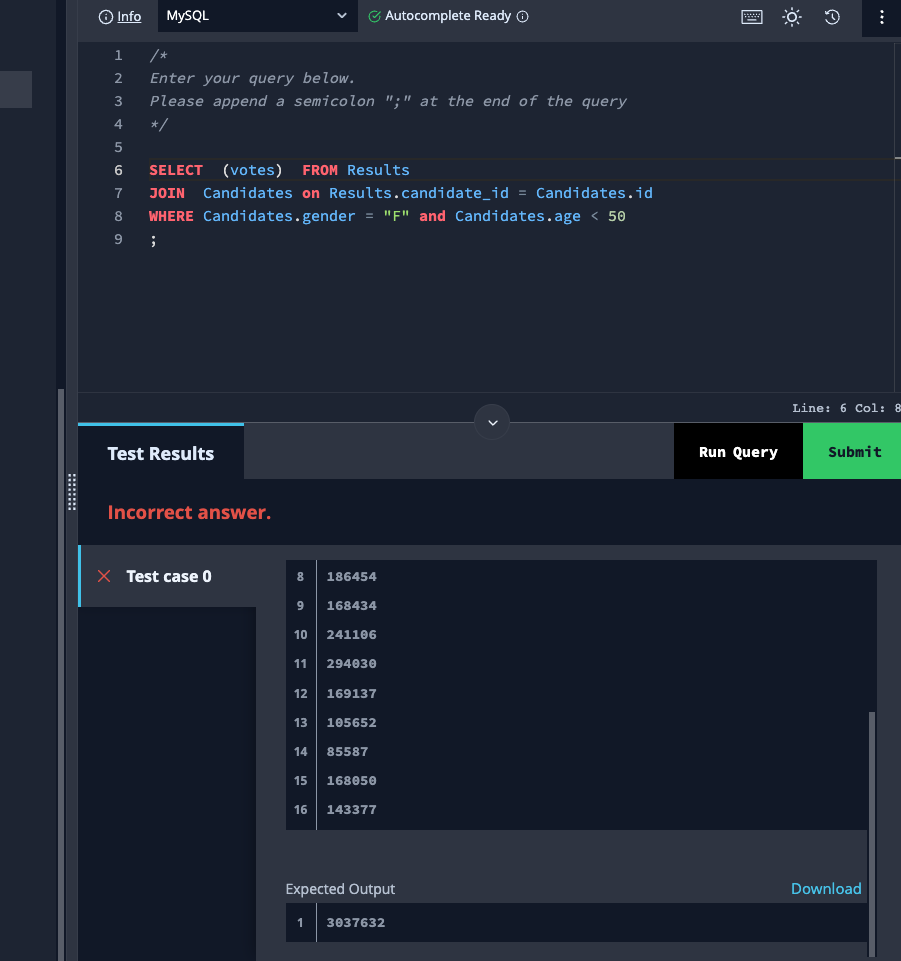 Info MySQL Autocomplete Ready
1 /*
2 Enter your query below.
3 Please append a semicolon ";" at the end of the query
4 */
5
6 SELECT (votes) FROM Results
7 JOIN Candidates on Results.candidate_id = Candidates.id
8 WHERE Candidates.gender = "F" and Candidates.age < 50
9 ;
Line: 6 Col: 8
Test Results Run Query Submit
Incorrect answer.
Test case 0
8 186454
9 168434
10 241106
11 294030
12 169137
13 105652
14 85587
15 168050
16 143377
Expected Output Download
1 3037632